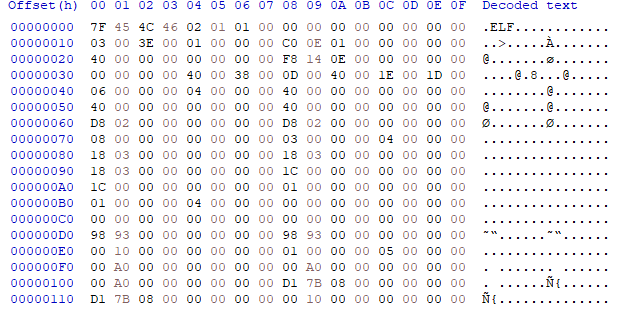 Offset(h) 00 01 02 03 04 05 06 07 08 09 0A 0B 0C 0D 0E 0F Decoded text
00000000 7F 45 4C 46 02 01 01 00 00 00 00 00 00 00 00 00 .ELF............
00000010 03 00 3E 00 01 00 00 00 C0 0E 01 00 00 00 00 00 ..>.....À.......
00000020 40 00 00 00 00 00 00 00 F8 14 0E 00 00 00 00 00 @.......ø.......
00000030 00 00 00 00 40 00 38 00 0D 00 40 00 1E 00 1D 00 ....@.8...@.....
00000040 06 00 00 00 04 00 00 00 40 00 00 00 00 00 00 00 ........@.......
00000050 40 00 00 00 00 00 00 00 40 00 00 00 00 00 00 00 @.......@.......
00000060 D8 02 00 00 00 00 00 00 D8 02 00 00 00 00 00 00 Ø.......Ø.......
00000070 08 00 00 00 00 00 00 00 03 00 00 00 04 00 00 00 ................
00000080 18 03 00 00 00 00 00 00 18 03 00 00 00 00 00 00 ................
00000090 18 03 00 00 00 00 00 00 1C 00 00 00 00 00 00 00 ................
000000A0 1C 00 00 00 00 00 00 00 01 00 00 00 00 00 00 00 ................
000000B0 01 00 00 00 04 00 00 00 00 00 00 00 00 00 00 00 ................
000000C0 00 00 00 00 00 00 00 00 00 00 00 00 00 00 00 00 ................
000000D0 98 93 00 00 00 00 00 00 98 93 00 00 00 00 00 00 ˜“......˜“......
000000E0 00 10 00 00 00 00 00 00 01 00 00 00 05 00 00 00 ................
000000F0 00 A0 00 00 00 00 00 00 00 A0 00 00 00 00 00 00 . ....... ......
00000100 00 A0 00 00 00 00 00 00 D1 7B 08 00 00 00 00 00 . ......Ñ{......
00000110 D1 7B 08 00 00 00 00 00 00 10 00 00 00 00 00 00 Ñ{..............